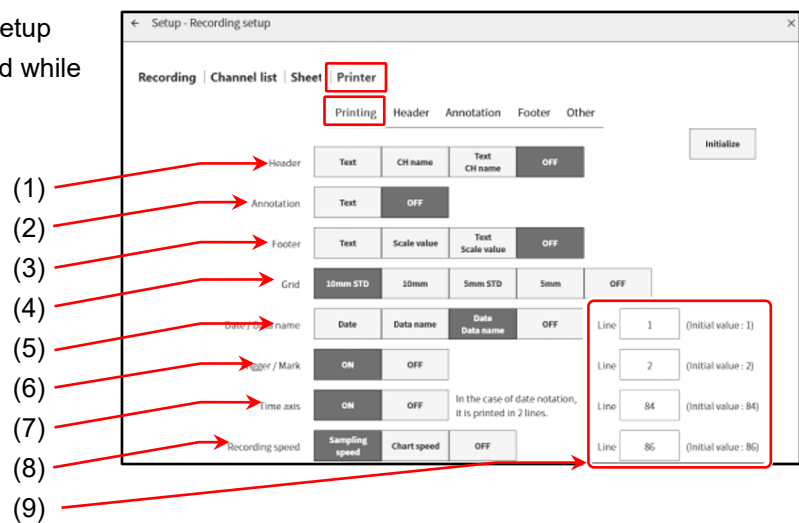 etup
d while
← Setup - Recording setup ×
Recording | Channel list | Sheet | Printer
Printing Header Annotation Footer Other
Initialize
(1) Header Text CH name Text CH name OFF
(2) Annotation Text OFF
(3) Footer Text Scale value Text Scale value OFF
(4) Grid 10mm STD 10mm 5mm STD 5mm OFF
(5) Date / Data name Date Data name Date Data name OFF Line 1 (Initial value : 1)
(6) Trigger / Mark ON OFF Line 2 (Initial value : 2)
(7) Time axis ON OFF In the case of date notation, it is printed in 2 lines. Line 84 (Initial value : 84)
(8) Recording speed Sampling speed Chart speed OFF Line 86 (Initial value : 86)
(9)